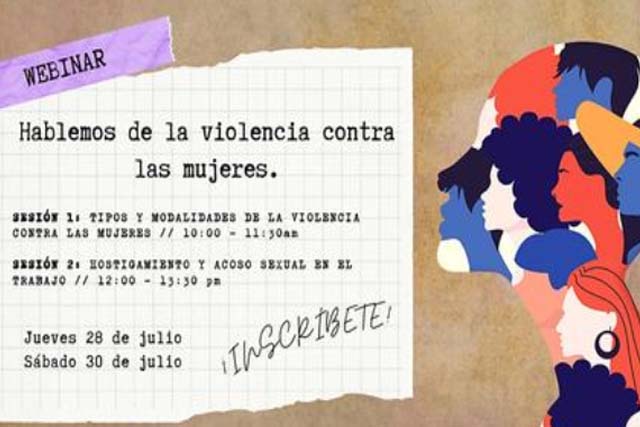 WEBINAR
Hablemos de la violencia contra
las mujeres.
SESIÓN 1: TIPOS Y MODALIDADES DE LA VIOLENCIA
CONTRA LAS MUJERES // 10:00 - 11:30am
SESIÓN 2: HOSTIGAMIENTO Y ACOSO SEXUAL EN EL
TRABAJO // 12:00 - 13:30 pm
Jueves 28 de julio
Sábado 30 de julio
¡INSCRÍBETE!